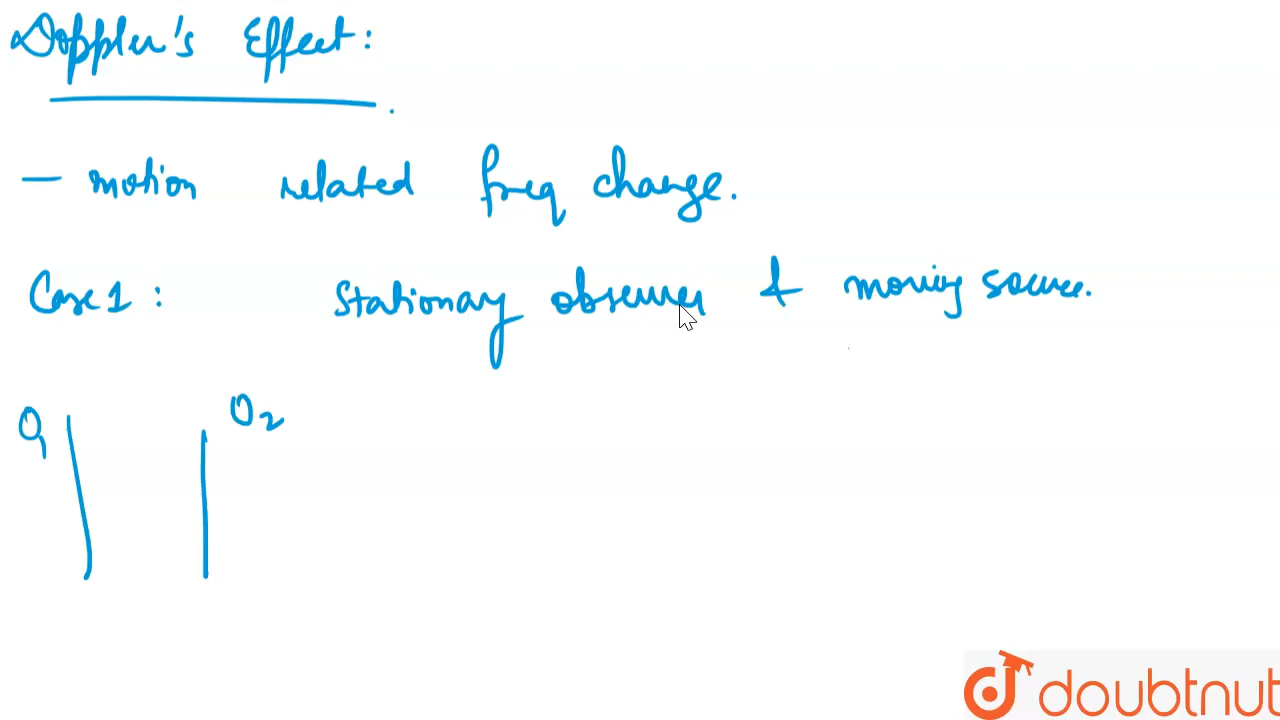 Doppler's Effect:
- motion related freq change.
Case 1: Stationary observer & moving source.
O1 O2
doubtnut